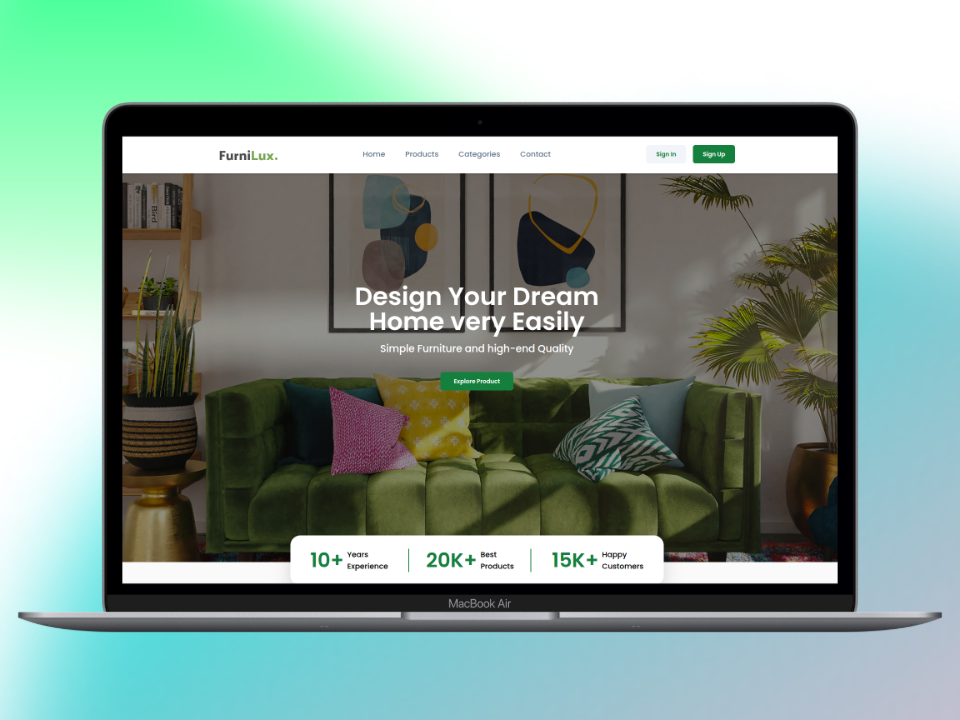 FurniLux.
Home Products Categories Contact
Sign In Sign Up
Bird
Design Your Dream
Home very Easily
Simple Furniture and high-end Quality
Explore Product
10+ Years Experience
20K+ Best Products
15K+ Happy Customers
MacBook Air